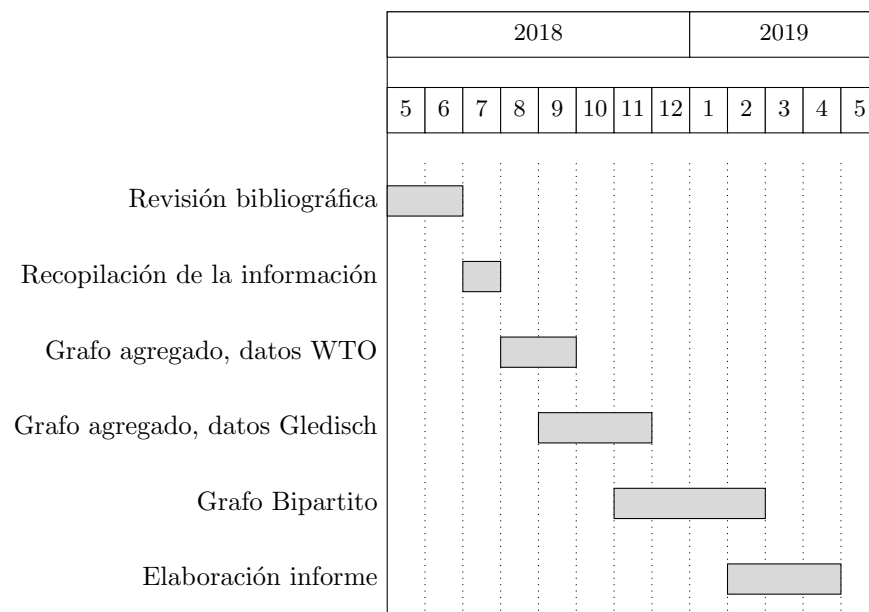 2018 2019
5 6 7 8 9 10 11 12 1 2 3 4 5
Revisión bibliográfica
Recopilación de la información
Grafo agregado, datos WTO
Grafo agregado, datos Gledisch
Grafo Bipartito
Elaboración informe